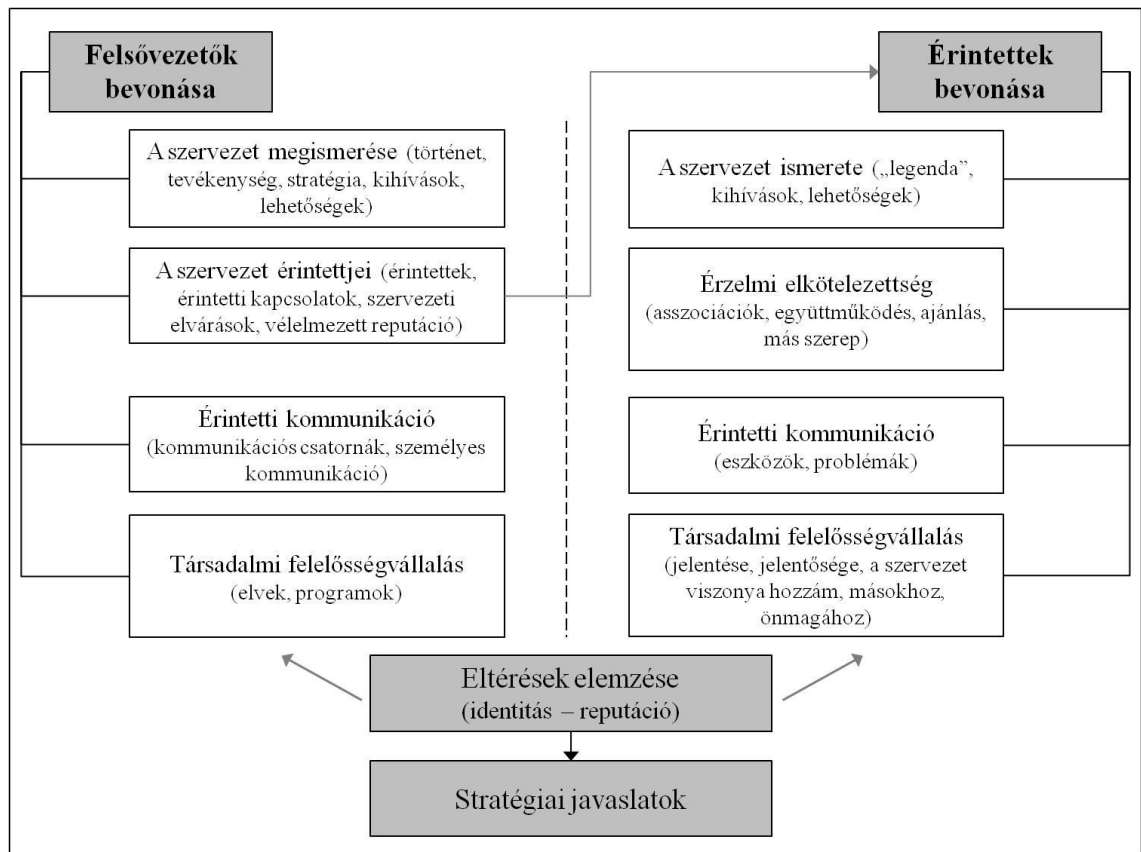 Felsővezetők
bevonása
A szervezet megismerése (történet,
tevékenység, stratégia, kihívások,
lehetőségek)
A szervezet érintettjei (érintettek,
érintetti kapcsolatok, szervezeti
elvárások, vélelmezett reputáció)
Érintetti kommunikáció
(kommunikációs csatornák, személyes
kommunikáció)
Társadalmi felelősségvállalás
(elvek, programok)
Érintettek
bevonása
A szervezet ismerete („legenda”,
kihívások, lehetőségek)
Érzelmi elkötelezettség
(asszociációk, együttműködés, ajánlás,
más szerep)
Érintetti kommunikáció
(eszközök, problémák)
Társadalmi felelősségvállalás
(jelentése, jelentősége, a szervezet
viszonya hozzám, másokhoz,
önmagához)
Eltérések elemzése
(identitás – reputáció)
Stratégiai javaslatok